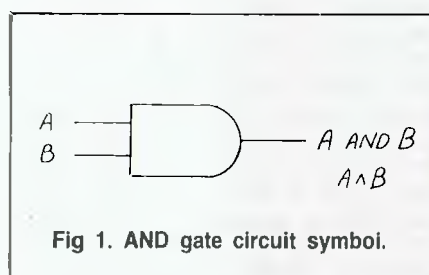 A
B
A AND B
A∧B
Fig 1. AND gate circuit symboi.